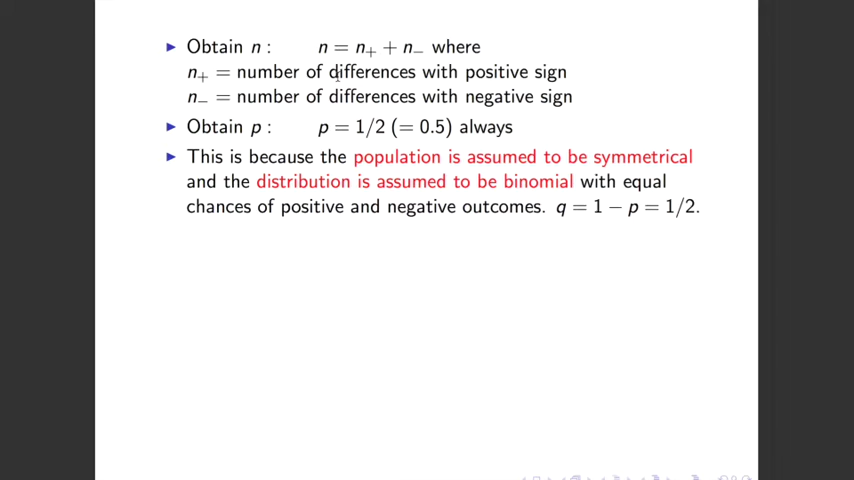 ▶ Obtain n : n = n₊ + n₋ where
n₊ = number of differences with positive sign
n₋ = number of differences with negative sign
▶ Obtain p : p = 1/2 (= 0.5) always
▶ This is because the population is assumed to be symmetrical
and the distribution is assumed to be binomial with equal
chances of positive and negative outcomes. q = 1 − p = 1/2.